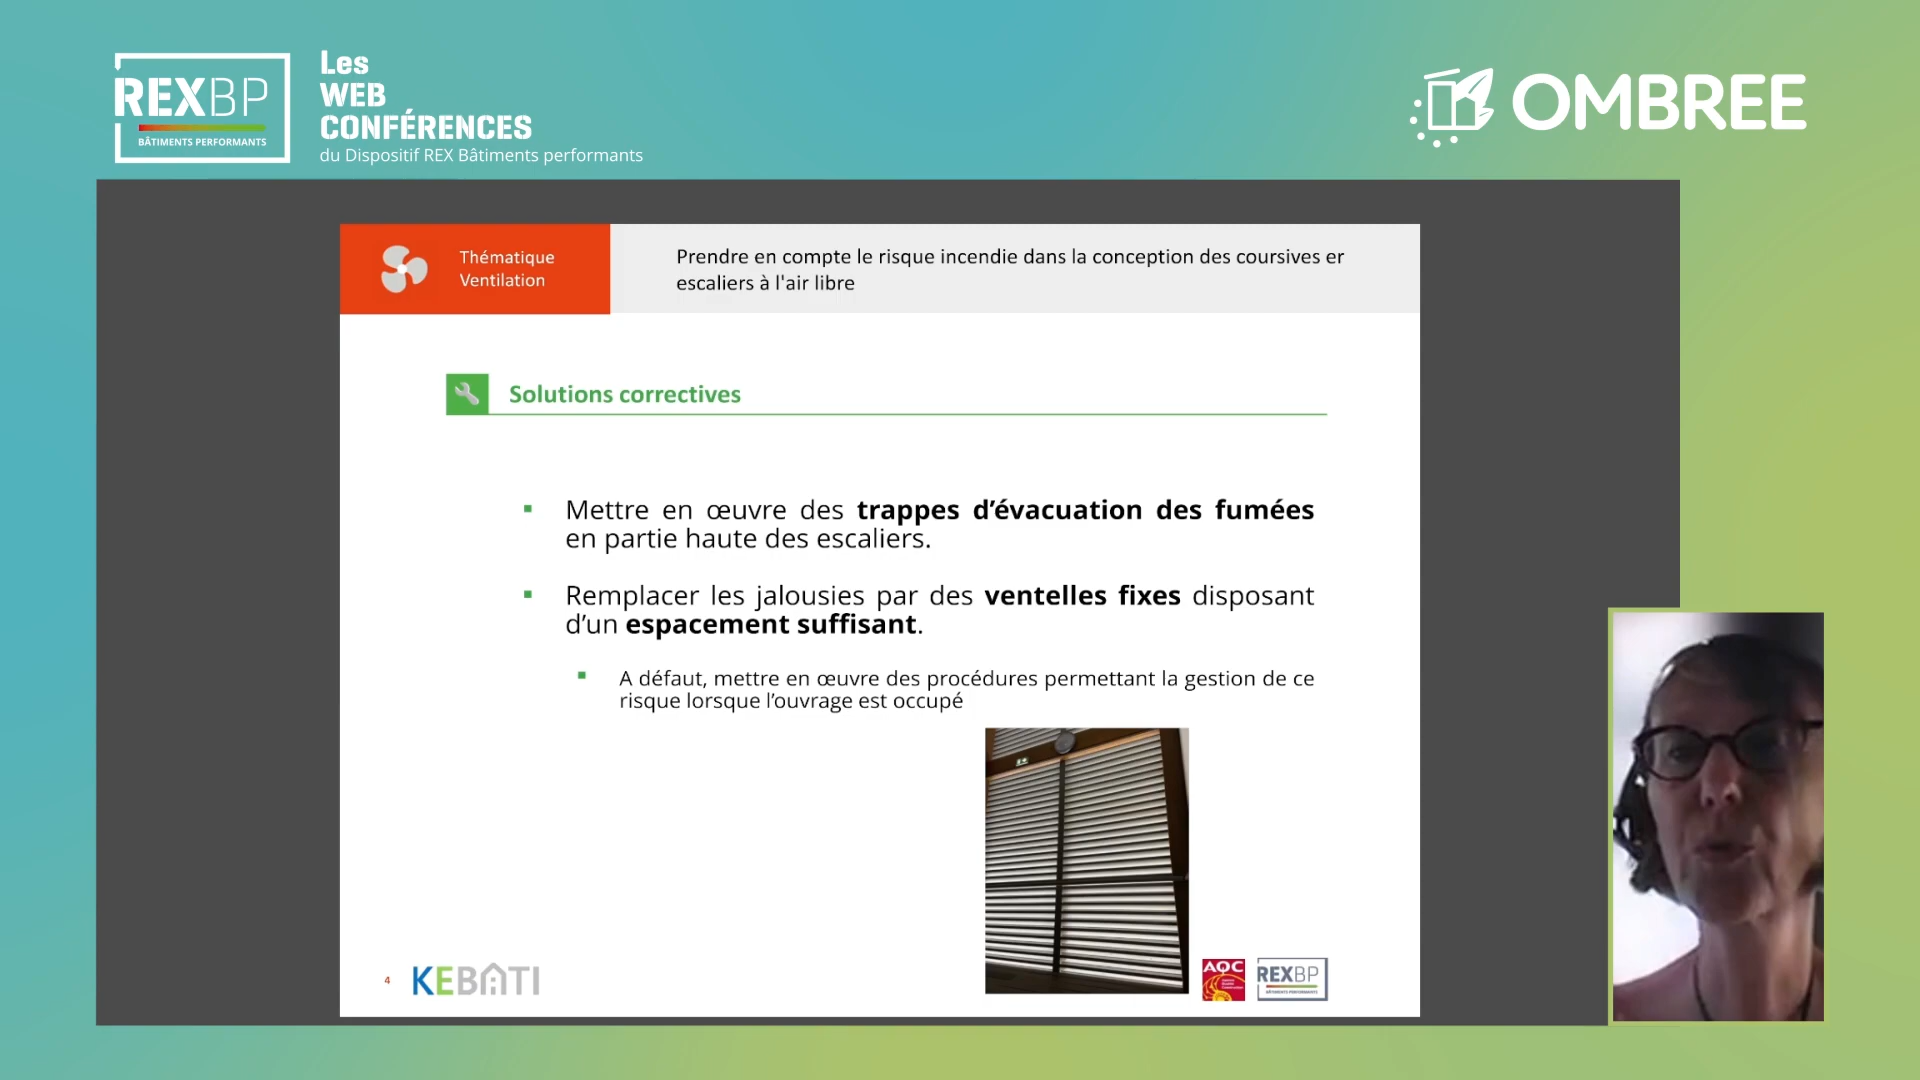 REXBP
BÂTIMENTS PERFORMANTS
Les
WEB
CONFÉRENCES
du Dispositif REX Bâtiments performants
OMBREE
Thématique
Ventilation
Prendre en compte le risque incendie dans la conception des coursives er
escaliers à l'air libre
Solutions correctives
Mettre en œuvre des trappes d’évacuation des fumées
en partie haute des escaliers.
Remplacer les jalousies par des ventelles fixes disposant
d’un espacement suffisant.
A défaut, mettre en œuvre des procédures permettant la gestion de ce
risque lorsque l’ouvrage est occupé
4
KEBÂTI
AQC
REXBP
BÂTIMENTS PERFORMANTS